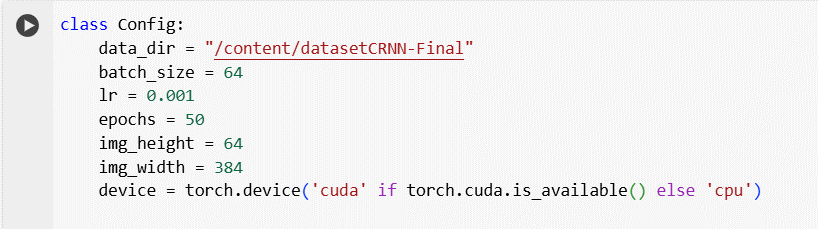 class Config:
    data_dir = "/content/datasetCRNN-Final"
    batch_size = 64
    lr = 0.001
    epochs = 50
    img_height = 64
    img_width = 384
    device = torch.device('cuda' if torch.cuda.is_available() else 'cpu')